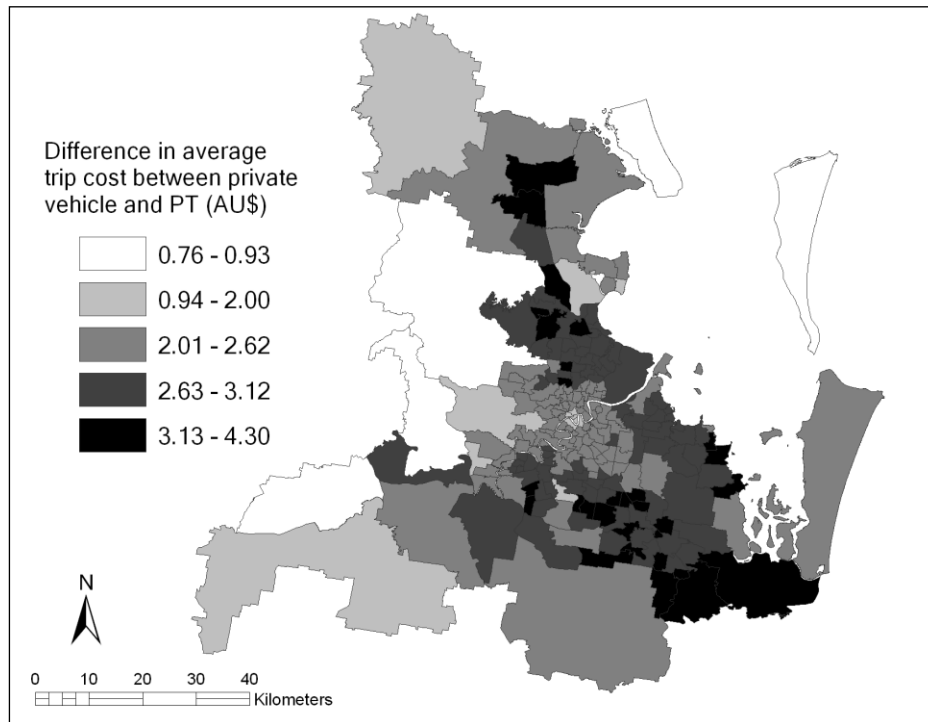 Difference in average
trip cost between private
vehicle and PT (AU$)
0.76 - 0.93
0.94 - 2.00
2.01 - 2.62
2.63 - 3.12
3.13 - 4.30
N
0 5 10 20 30 40
Kilometers